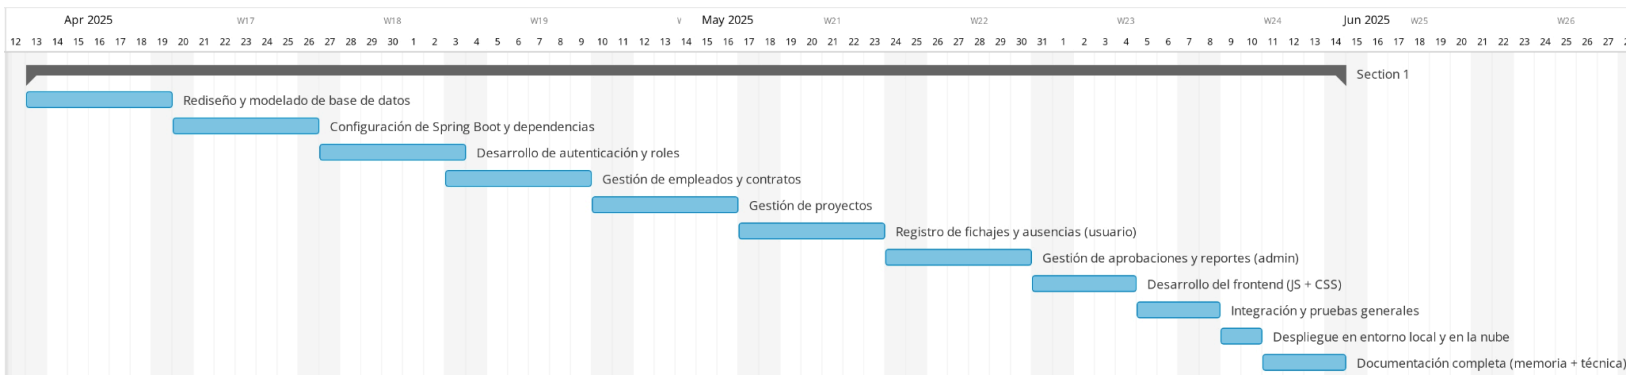 Apr 2025 W17 W18 W19 W May 2025 W21 W22 W23 W24 Jun 2025 W25 W26
12 13 14 15 16 17 18 19 20 21 22 23 24 25 26 27 28 29 30 1 2 3 4 5 6 7 8 9 10 11 12 13 14 15 16 17 18 19 20 21 22 23 24 25 26 27 28 29 30 31 1 2 3 4 5 6 7 8 9 10 11 12 13 14 15 16 17 18 19 20 21 22 23 24 25 26 27
Section 1
Rediseño y modelado de base de datos
Configuración de Spring Boot y dependencias
Desarrollo de autenticación y roles
Gestión de empleados y contratos
Gestión de proyectos
Registro de fichajes y ausencias (usuario)
Gestión de aprobaciones y reportes (admin)
Desarrollo del frontend (JS + CSS)
Integración y pruebas generales
Despliegue en entorno local y en la nube
Documentación completa (memoria + técnica)